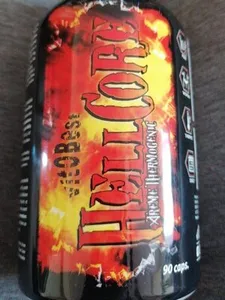 VitOBest
HELLCORE
XTREME THERMOGENIC
90 caps.